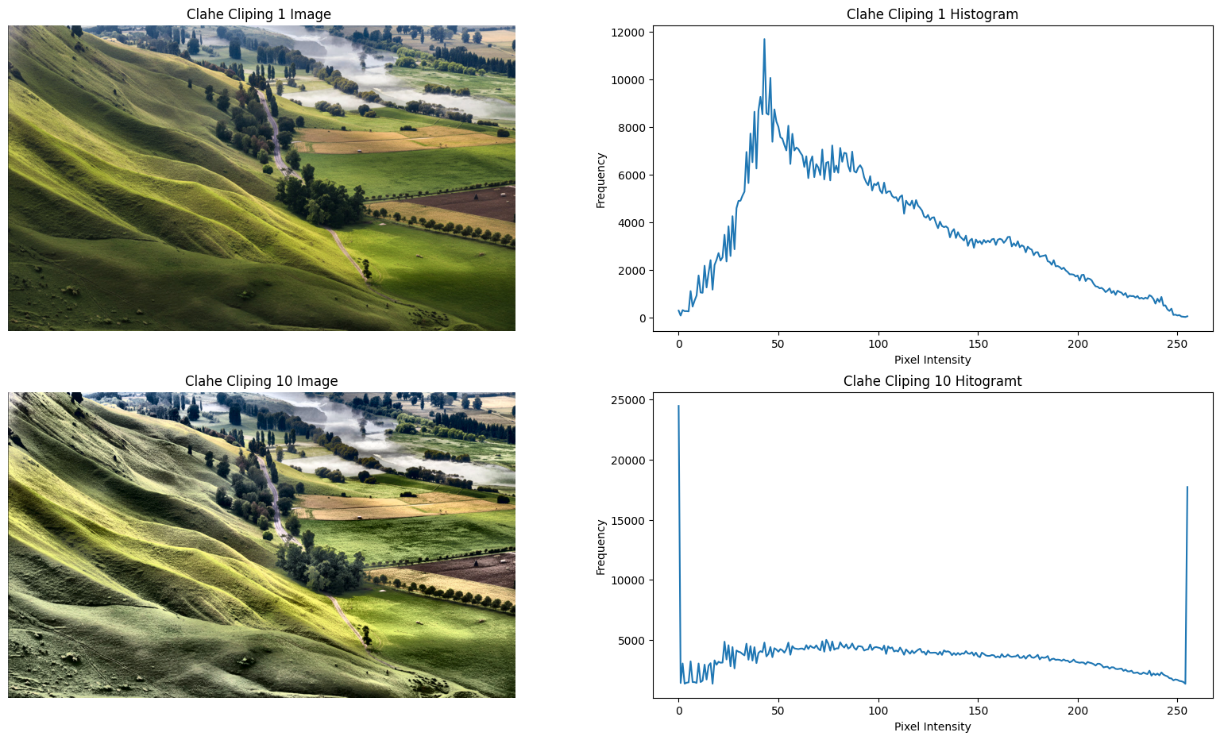 Clahe Cliping 1 Image
Clahe Cliping 1 Histogram
12000
10000
8000
6000
4000
2000
0
Frequency
0 50 100 150 200 250
Pixel Intensity
Clahe Cliping 10 Image
Clahe Cliping 10 Hitogramt
25000
20000
15000
10000
5000
Frequency
0 50 100 150 200 250
Pixel Intensity